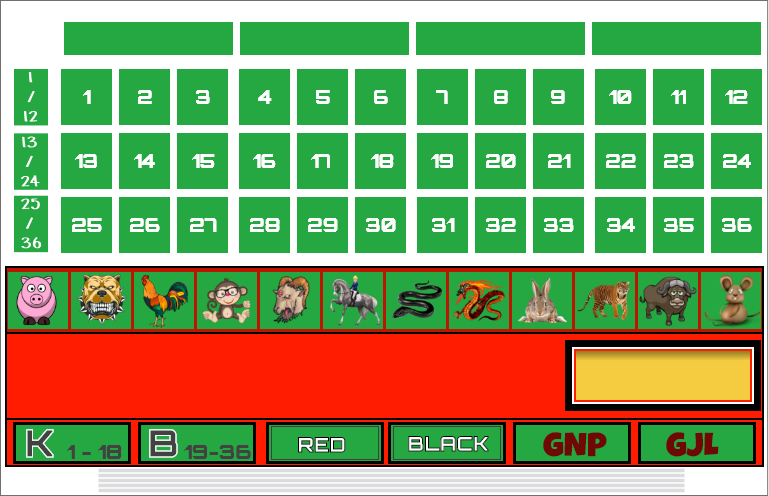 1 / 12 1 2 3 4 5 6 7 8 9 10 11 12
13 / 24 13 14 15 16 17 18 19 20 21 22 23 24
25 / 36 25 26 27 28 29 30 31 32 33 34 35 36
K 1 - 18 B 19-36 RED BLACK GNP GJL